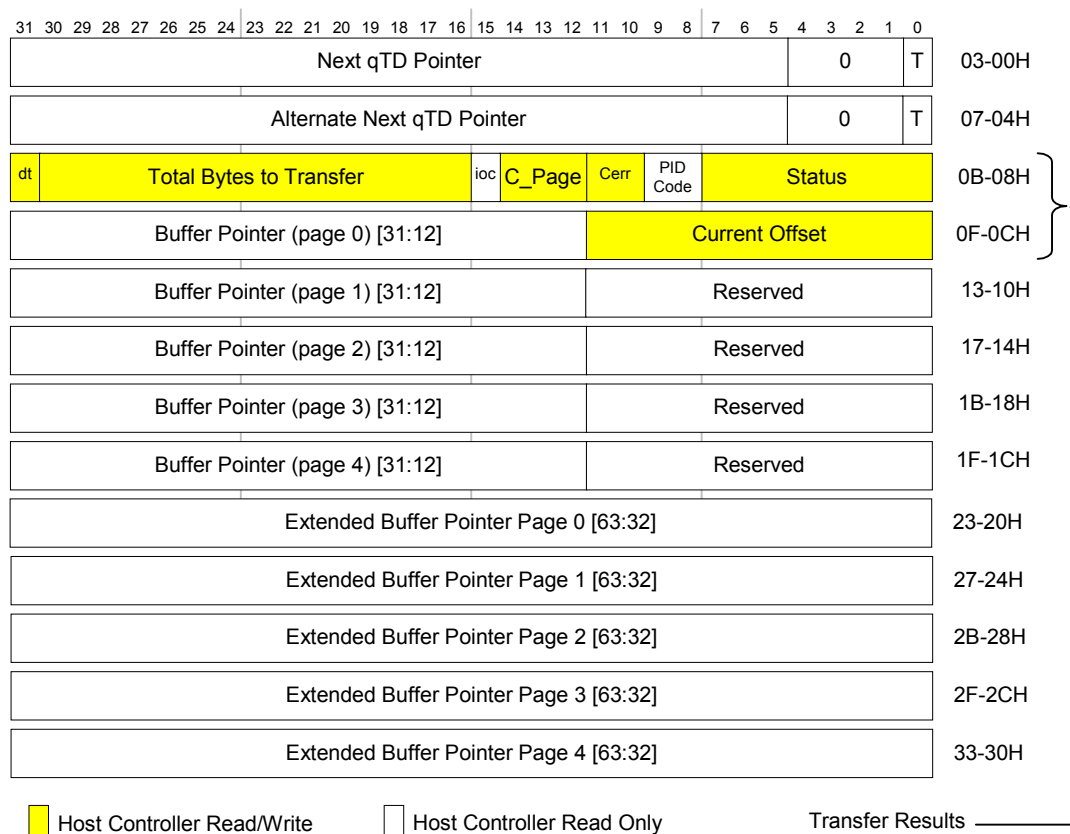 31 30 29 28 27 26 25 24 23 22 21 20 19 18 17 16 15 14 13 12 11 10 9 8 7 6 5 4 3 2 1 0
Next qTD Pointer 0 T 03-00H
Alternate Next qTD Pointer 0 T 07-04H
dt Total Bytes to Transfer ioc C_Page Cerr PID Code Status 0B-08H
Buffer Pointer (page 0) [31:12] Current Offset 0F-0CH
Buffer Pointer (page 1) [31:12] Reserved 13-10H
Buffer Pointer (page 2) [31:12] Reserved 17-14H
Buffer Pointer (page 3) [31:12] Reserved 1B-18H
Buffer Pointer (page 4) [31:12] Reserved 1F-1CH
Extended Buffer Pointer Page 0 [63:32] 23-20H
Extended Buffer Pointer Page 1 [63:32] 27-24H
Extended Buffer Pointer Page 2 [63:32] 2B-28H
Extended Buffer Pointer Page 3 [63:32] 2F-2CH
Extended Buffer Pointer Page 4 [63:32] 33-30H
Host Controller Read/Write Host Controller Read Only Transfer Results